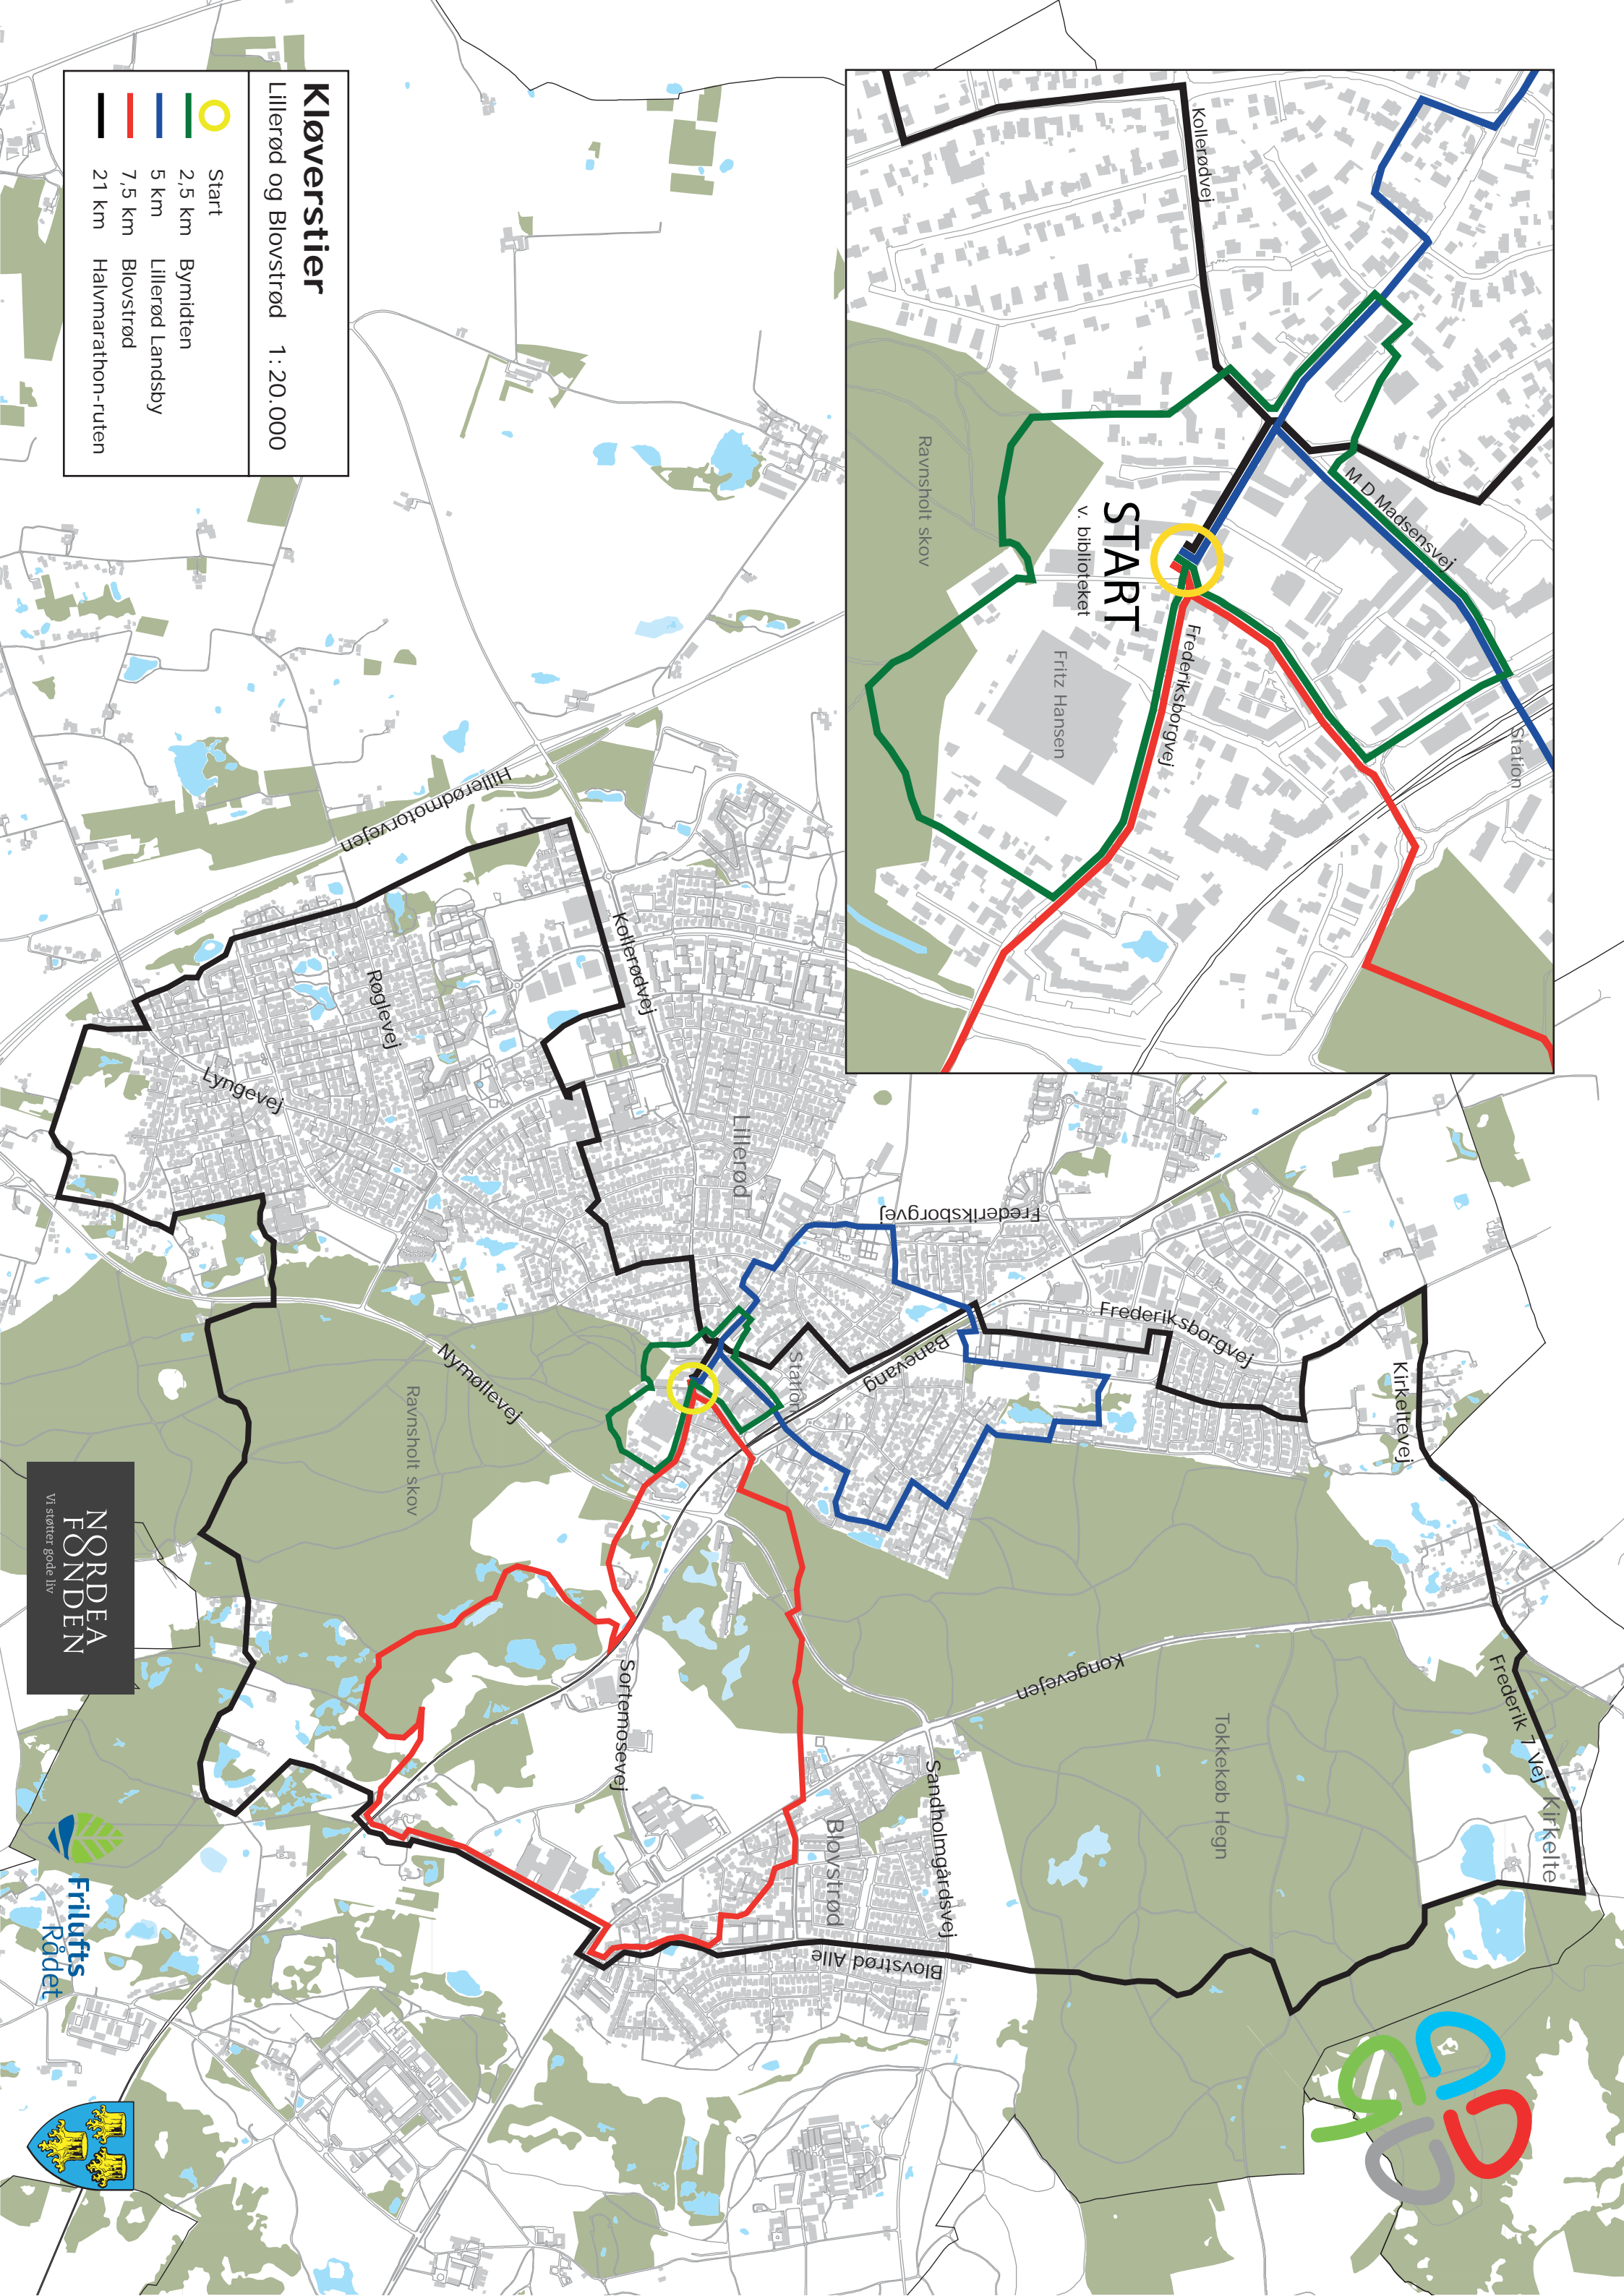 Kløverstier
Lillerød og Blovstrød 1:20.000
Start
2,5 km Bymidten
5 km Lillerød Landsby
7,5 km Blovstrød
21 km Halvmarathon-ruten
Kollerødvej
M D Madsensvej
Station
START
v. biblioteket
Frederiksborgvej
Fritz Hansen
Ravnsholt skov
Hillerødmotorvejen
Kollerødvej
Røglevej
Lyngevej
Lillerød
Frederiksborgvej
Frederiksborgvej
Banevang
Station
Kirkeltevej
Nymøllevej
Ravnsholt skov
Kongevejen
Sortemosevej
Tokkekøb Hegn
Frederik 7 Vej
Kirkelte
Sandholmgårdsvej
Blovstrød
Blovstrød Alle
NORDEA
FONDEN
Vi støtter gode liv
Frilufts
Rådet